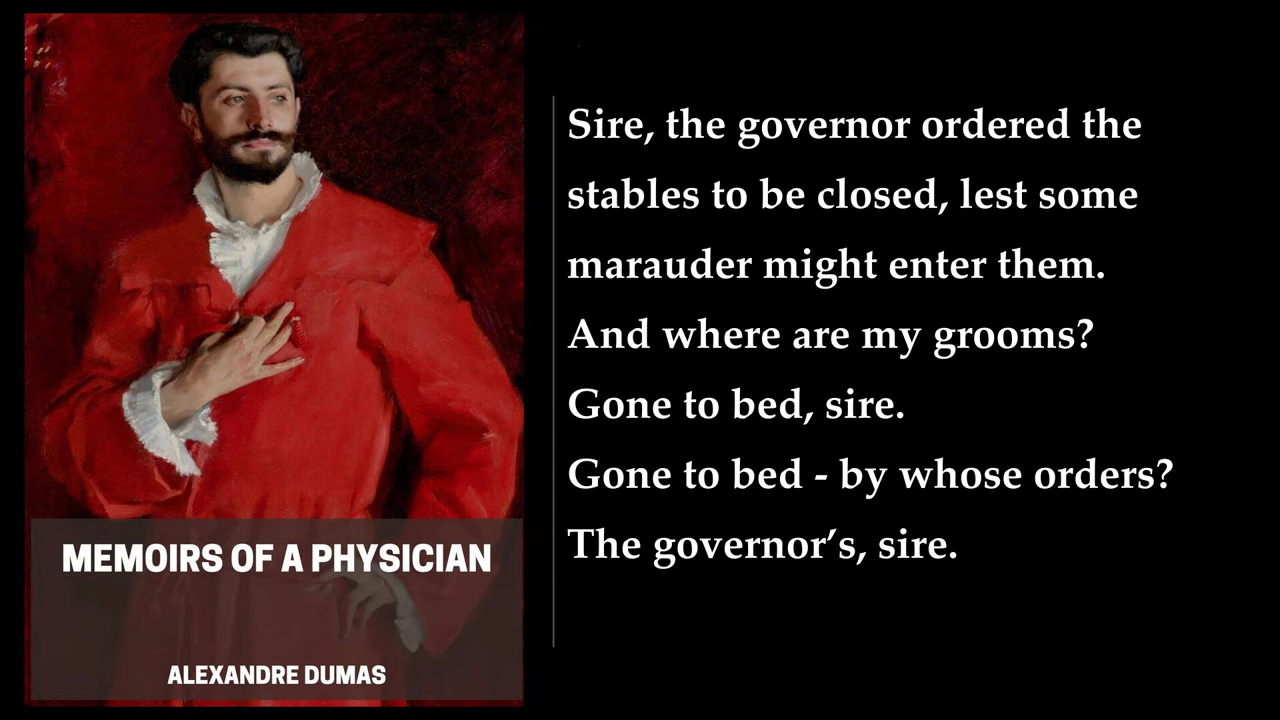 MEMOIRS OF A PHYSICIAN
ALEXANDRE DUMAS
Sire, the governor ordered the
stables to be closed, lest some
marauder might enter them.
And where are my grooms?
Gone to bed, sire.
Gone to bed - by whose orders?
The governor’s, sire.